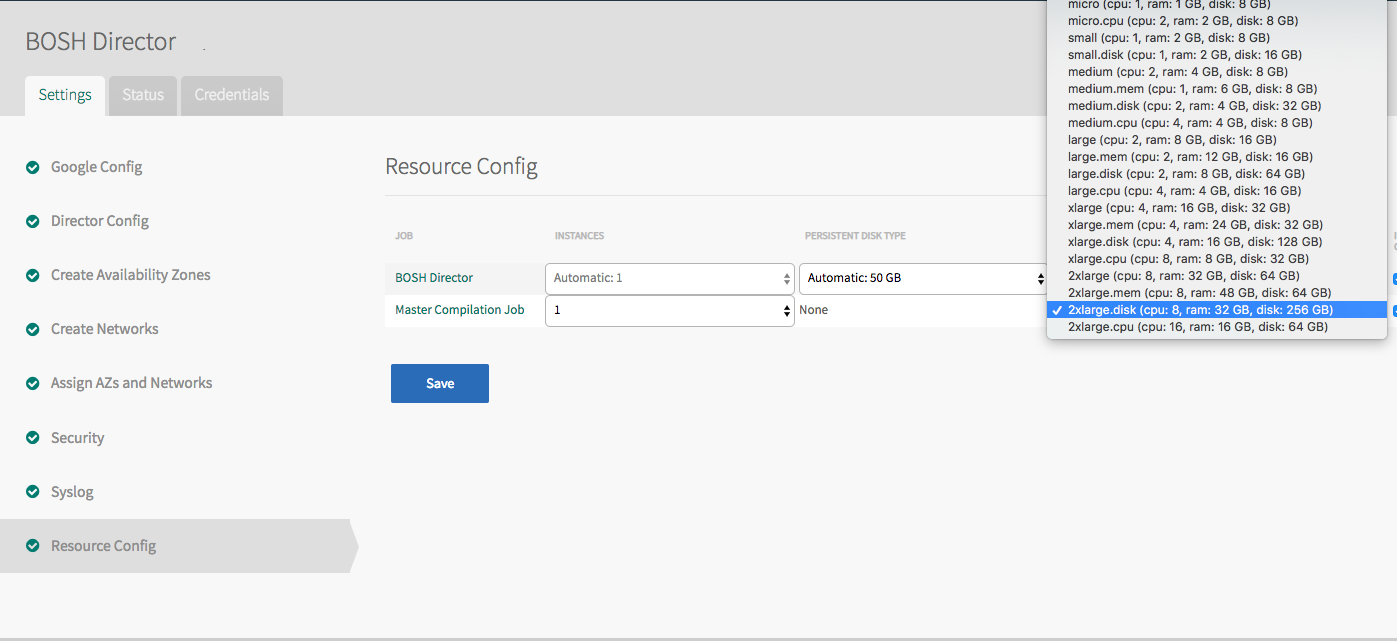 BOSH Director
Settings
Status
Credentials
Google Config
Director Config
Create Availability Zones
Create Networks
Assign AZs and Networks
Security
Syslog
Resource Config
Resource Config
JOB INSTANCES PERSISTENT DISK TYPE
BOSH Director Automatic: 1 Automatic: 50 GB
Master Compilation Job 1 None
Save
micro (cpu: 1, ram: 1 GB, disk: 8 GB)
micro.cpu (cpu: 2, ram: 2 GB, disk: 8 GB)
small (cpu: 1, ram: 2 GB, disk: 8 GB)
small.disk (cpu: 1, ram: 2 GB, disk: 16 GB)
medium (cpu: 2, ram: 4 GB, disk: 8 GB)
medium.mem (cpu: 1, ram: 6 GB, disk: 8 GB)
medium.disk (cpu: 2, ram: 4 GB, disk: 32 GB)
medium.cpu (cpu: 4, ram: 4 GB, disk: 8 GB)
large (cpu: 2, ram: 8 GB, disk: 16 GB)
large.mem (cpu: 2, ram: 12 GB, disk: 16 GB)
large.disk (cpu: 2, ram: 8 GB, disk: 64 GB)
large.cpu (cpu: 4, ram: 4 GB, disk: 16 GB)
xlarge (cpu: 4, ram: 16 GB, disk: 32 GB)
xlarge.mem (cpu: 4, ram: 24 GB, disk: 32 GB)
xlarge.disk (cpu: 4, ram: 16 GB, disk: 128 GB)
xlarge.cpu (cpu: 8, ram: 8 GB, disk: 32 GB)
2xlarge (cpu: 8, ram: 32 GB, disk: 64 GB)
2xlarge.mem (cpu: 8, ram: 48 GB, disk: 64 GB)
2xlarge.disk (cpu: 8, ram: 32 GB, disk: 256 GB)
2xlarge.cpu (cpu: 16, ram: 16 GB, disk: 64 GB)